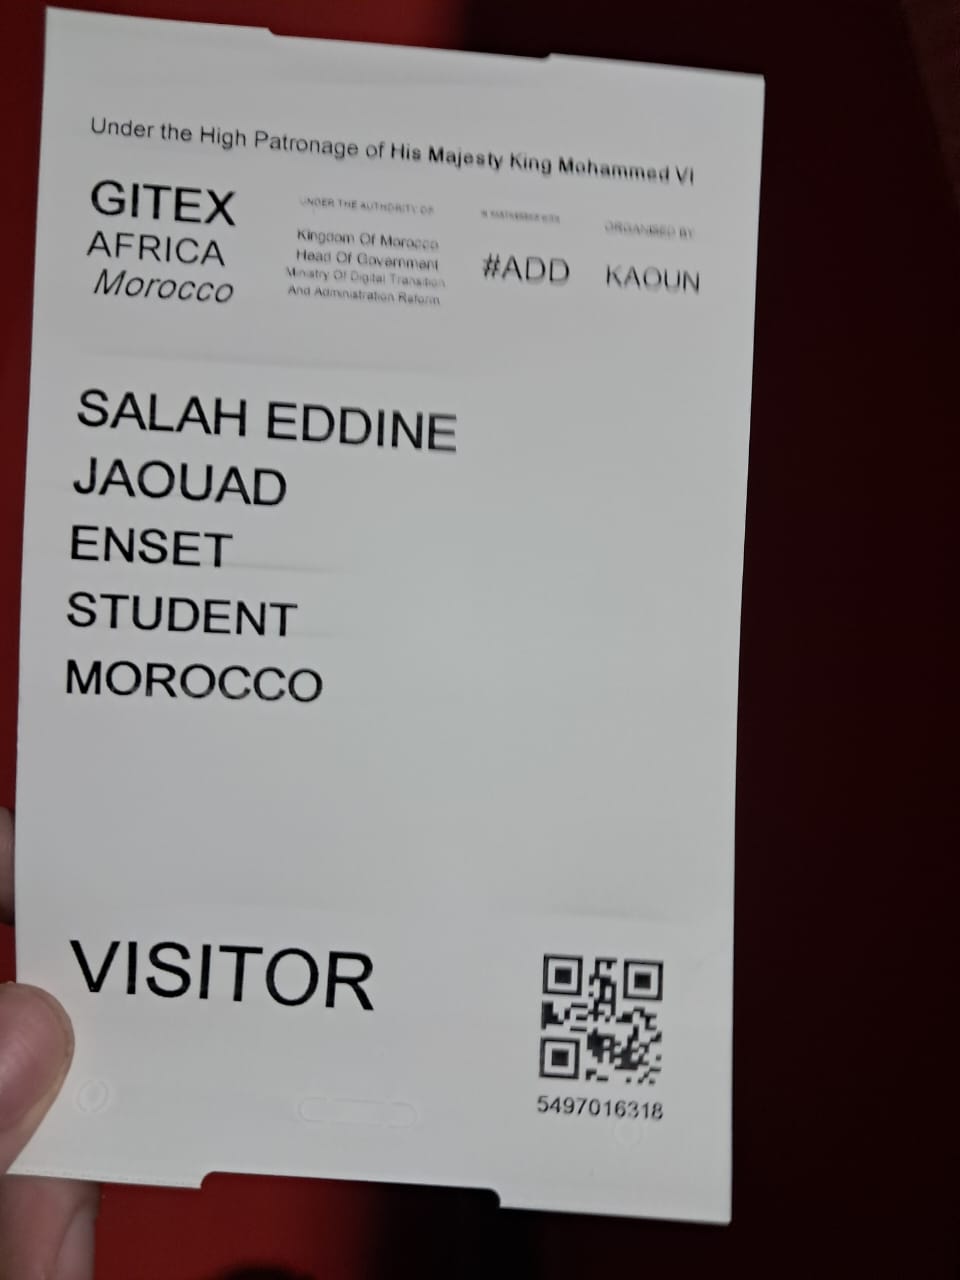 Under the High Patronage of His Majesty King Mohammed VI
GITEX
AFRICA
Morocco
UNDER THE AUTHORITY OF
Kingdom Of Morocco
Head Of Government
Ministry Of Digital Transition
And Administration Reform
#ADD
ORGANISED BY
KAOUN
SALAH EDDINE
JAOUAD
ENSET
STUDENT
MOROCCO
VISITOR
5497016318